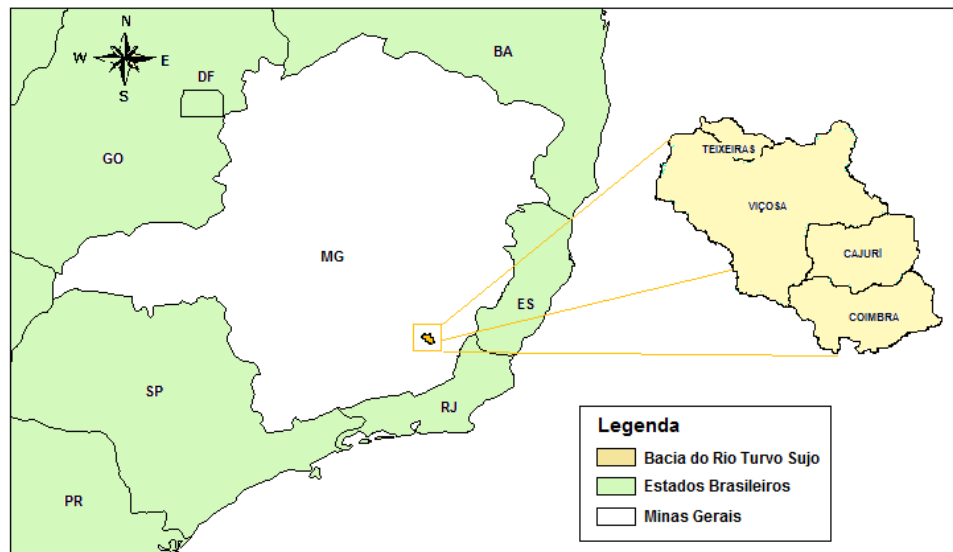 N
W E
S
DF
BA
GO
MG
ES
SP
RJ
PR
TEIXEIRAS
VIÇOSA
CAJURÍ
COIMBRA
Legenda
Bacia do Rio Turvo Sujo
Estados Brasileiros
Minas Gerais